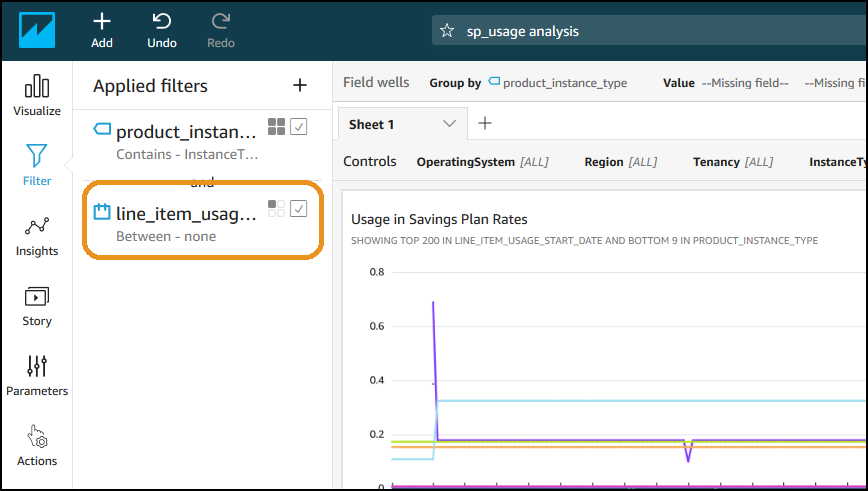 Add
Undo
Redo
sp_usage analysis
Visualize
Filter
Insights
Story
Parameters
Actions
Applied filters
product_instan...
Contains - InstanceT...
and
line_item_usag...
Between - none
Field wells Group by product_instance_type Value --Missing field-- --Missing fi
Sheet 1
Controls OperatingSystem [ALL] Region [ALL] Tenancy [ALL] InstanceTy
Usage in Savings Plan Rates
SHOWING TOP 200 IN LINE_ITEM_USAGE_START_DATE AND BOTTOM 9 IN PRODUCT_INSTANCE_TYPE
0.8
0.6
0.4
0.2
0